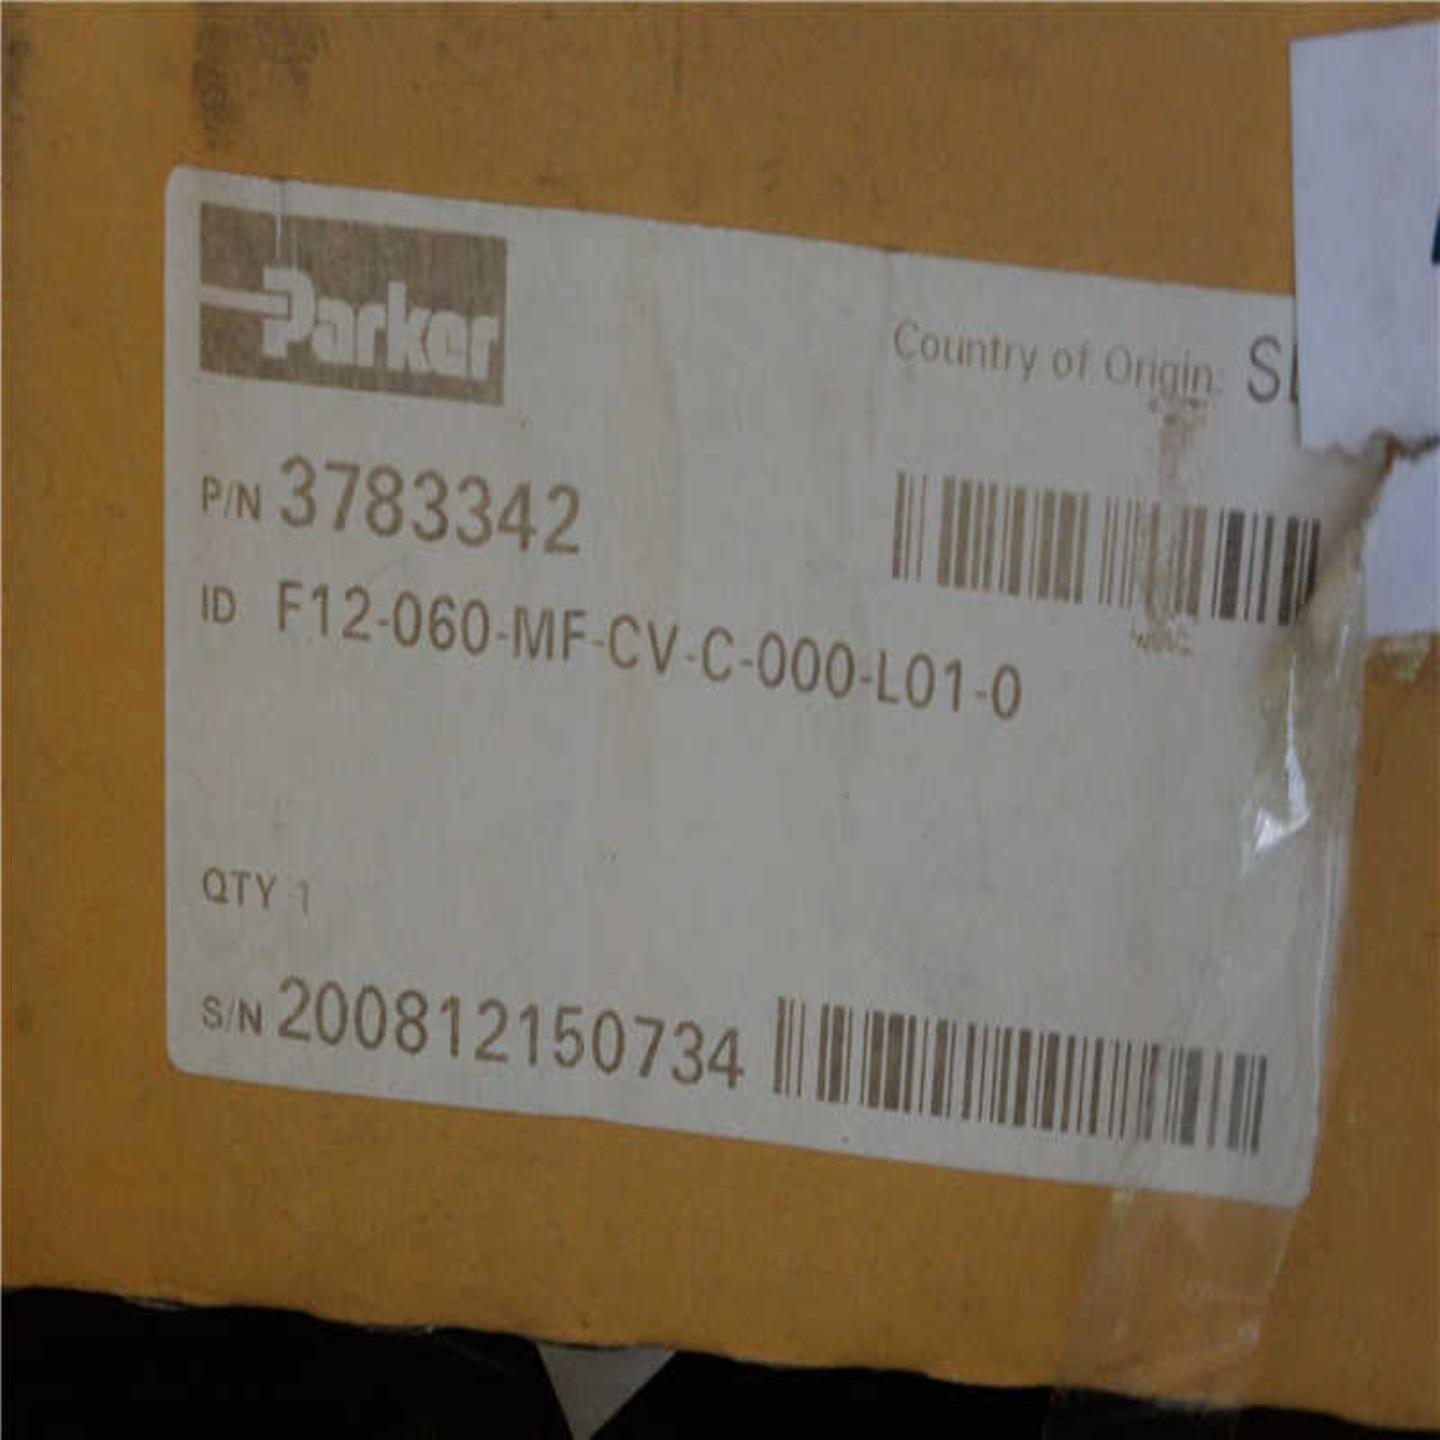 Parker
Country of Origin:
P/N 3783342
ID F12-060-MF-CV-C-000-L01-0
QTY 1
S/N 200812150734